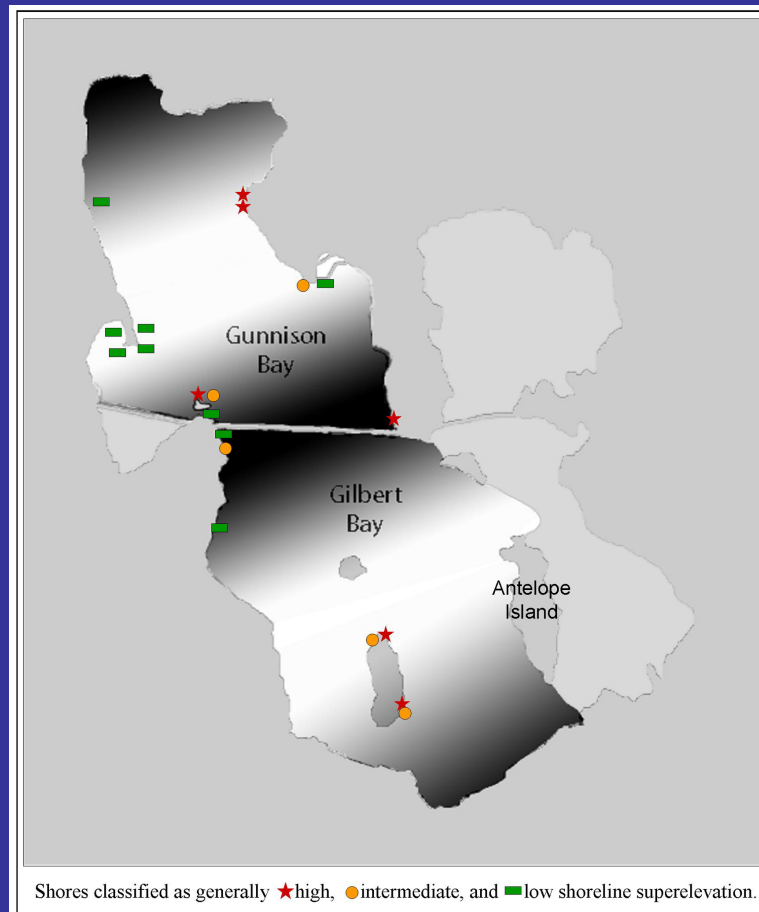 Gunnison
Bay
Gilbert
Bay
Antelope
Island
Shores classified as generally high, intermediate, and low shoreline superelevation.